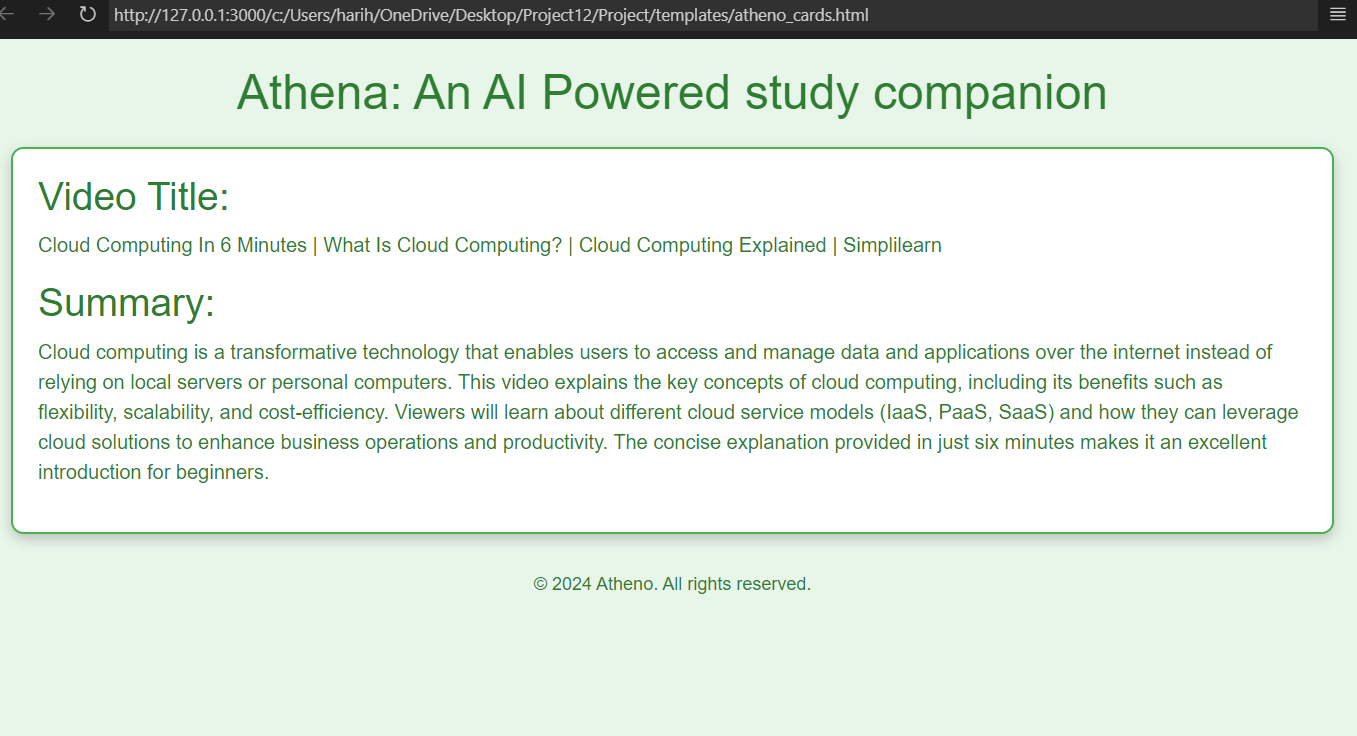 http://127.0.0.1:3000/c:/Users/harih/OneDrive/Desktop/Project12/Project/templates/atheno_cards.html
Athena: An AI Powered study companion
Video Title:
Cloud Computing In 6 Minutes | What Is Cloud Computing? | Cloud Computing Explained | Simplilearn
Summary:
Cloud computing is a transformative technology that enables users to access and manage data and applications over the internet instead of
relying on local servers or personal computers. This video explains the key concepts of cloud computing, including its benefits such as
flexibility, scalability, and cost-efficiency. Viewers will learn about different cloud service models (IaaS, PaaS, SaaS) and how they can leverage
cloud solutions to enhance business operations and productivity. The concise explanation provided in just six minutes makes it an excellent
introduction for beginners.
© 2024 Atheno. All rights reserved.